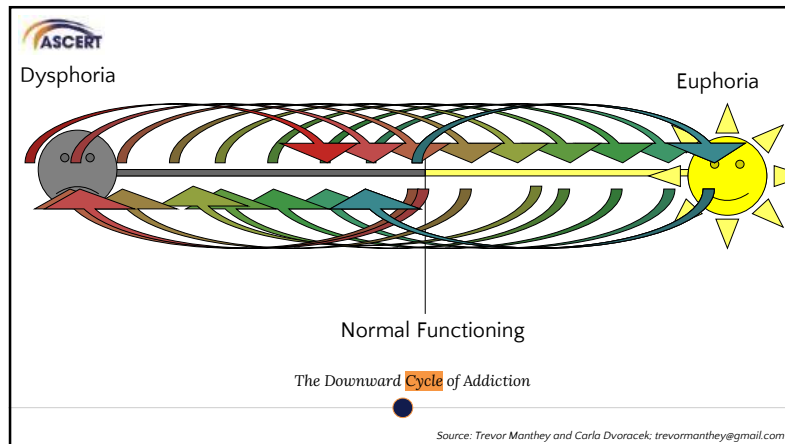 ASCERT
Dysphoria
Euphoria
Normal Functioning
The Downward Cycle of Addiction
Source: Trevor Manthey and Carla Dvoracek; trevormanthey@gmail.com